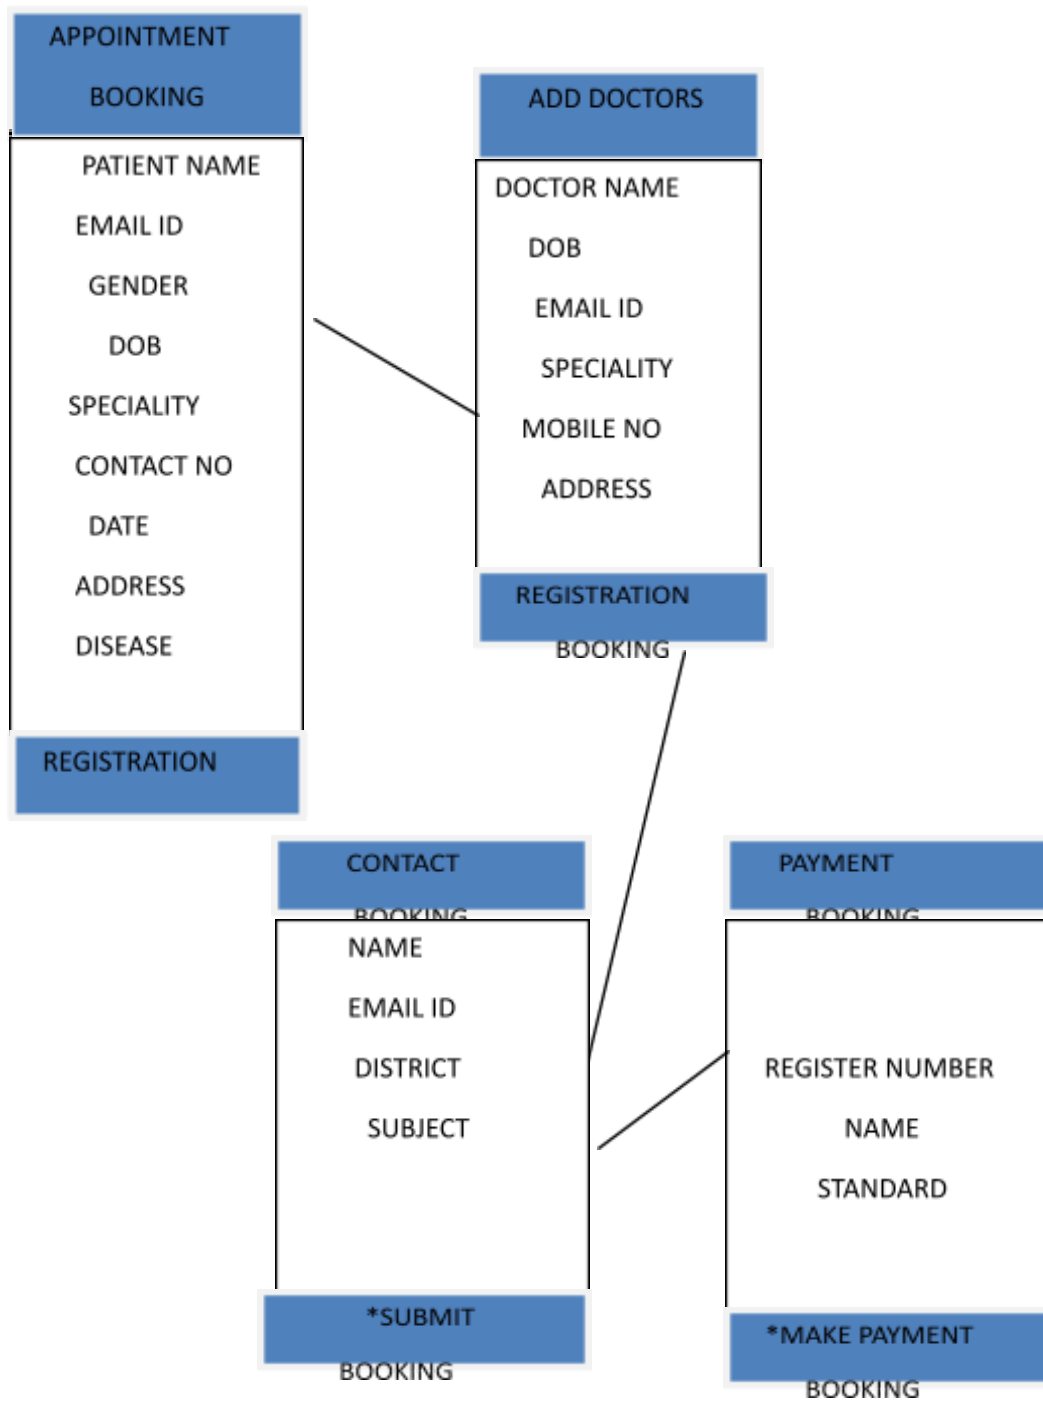 APPOINTMENT
BOOKING
PATIENT NAME
EMAIL ID
GENDER
DOB
SPECIALITY
CONTACT NO
DATE
ADDRESS
DISEASE
REGISTRATION
ADD DOCTORS
DOCTOR NAME
DOB
EMAIL ID
SPECIALITY
MOBILE NO
ADDRESS
REGISTRATION
BOOKING
CONTACT
BOOKING
NAME
EMAIL ID
DISTRICT
SUBJECT
*SUBMIT
BOOKING
PAYMENT
BOOKING
REGISTER NUMBER
NAME
STANDARD
*MAKE PAYMENT
BOOKING